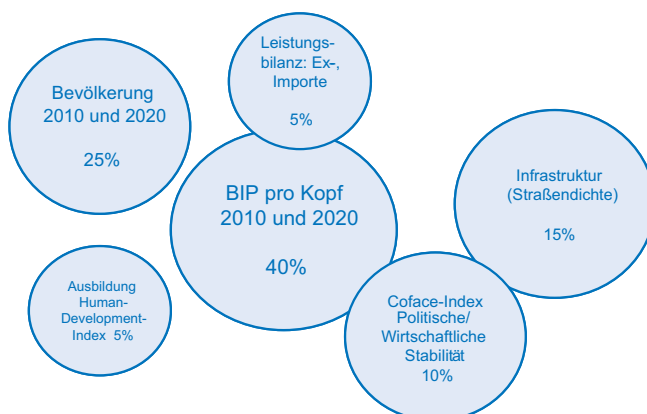 Leistungs-
bilanz: Ex-,
Importe
5%
Bevölkerung
2010 und 2020
25%
BIP pro Kopf
2010 und 2020
40%
Infrastruktur
(Straßendichte)
15%
Ausbildung
Human-
Development-
Index 5%
Coface-Index
Politische/
Wirtschaftliche
Stabilität
10%